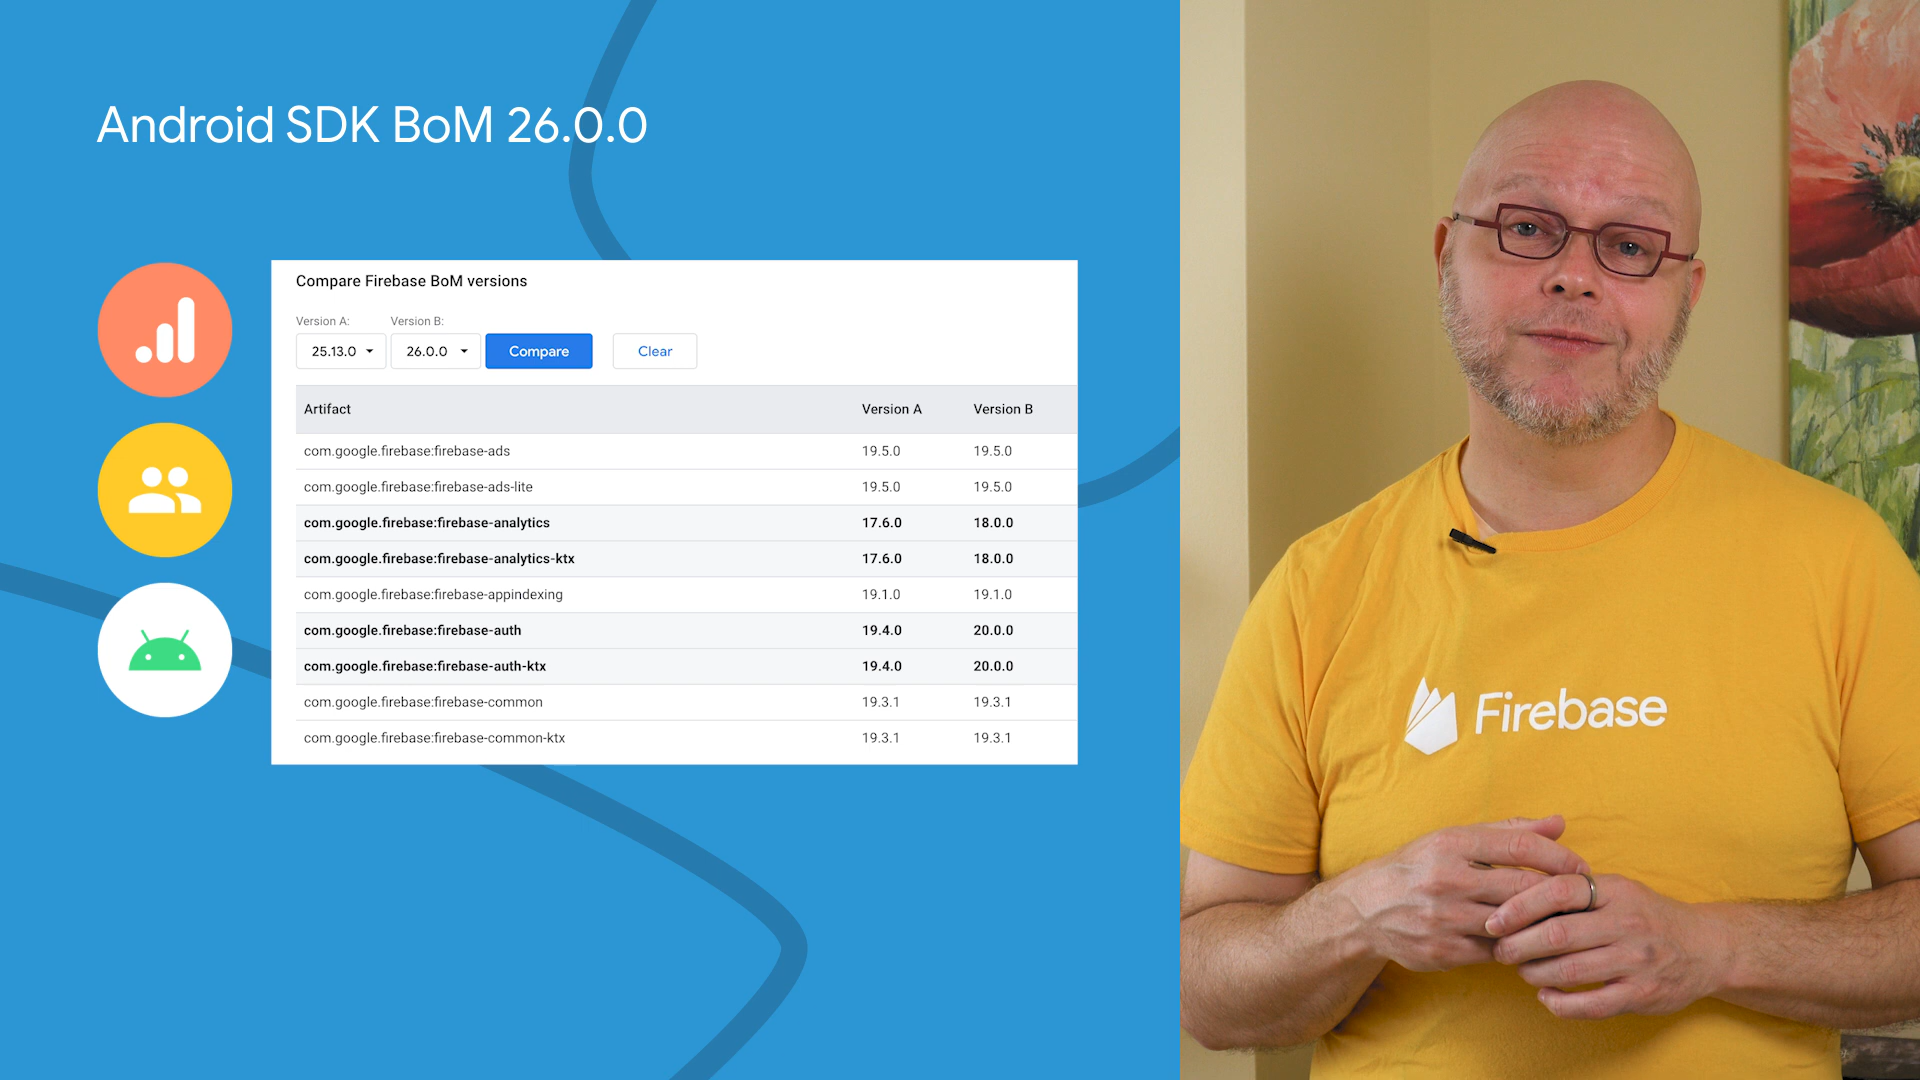 Android SDK BoM 26.0.0
Compare Firebase BoM versions
Version A: Version B:
25.13.0 26.0.0 Compare Clear
Artifact Version A Version B
com.google.firebase:firebase-ads 19.5.0 19.5.0
com.google.firebase:firebase-ads-lite 19.5.0 19.5.0
com.google.firebase:firebase-analytics 17.6.0 18.0.0
com.google.firebase:firebase-analytics-ktx 17.6.0 18.0.0
com.google.firebase:firebase-appindexing 19.1.0 19.1.0
com.google.firebase:firebase-auth 19.4.0 20.0.0
com.google.firebase:firebase-auth-ktx 19.4.0 20.0.0
com.google.firebase:firebase-common 19.3.1 19.3.1
com.google.firebase:firebase-common-ktx 19.3.1 19.3.1
Firebase